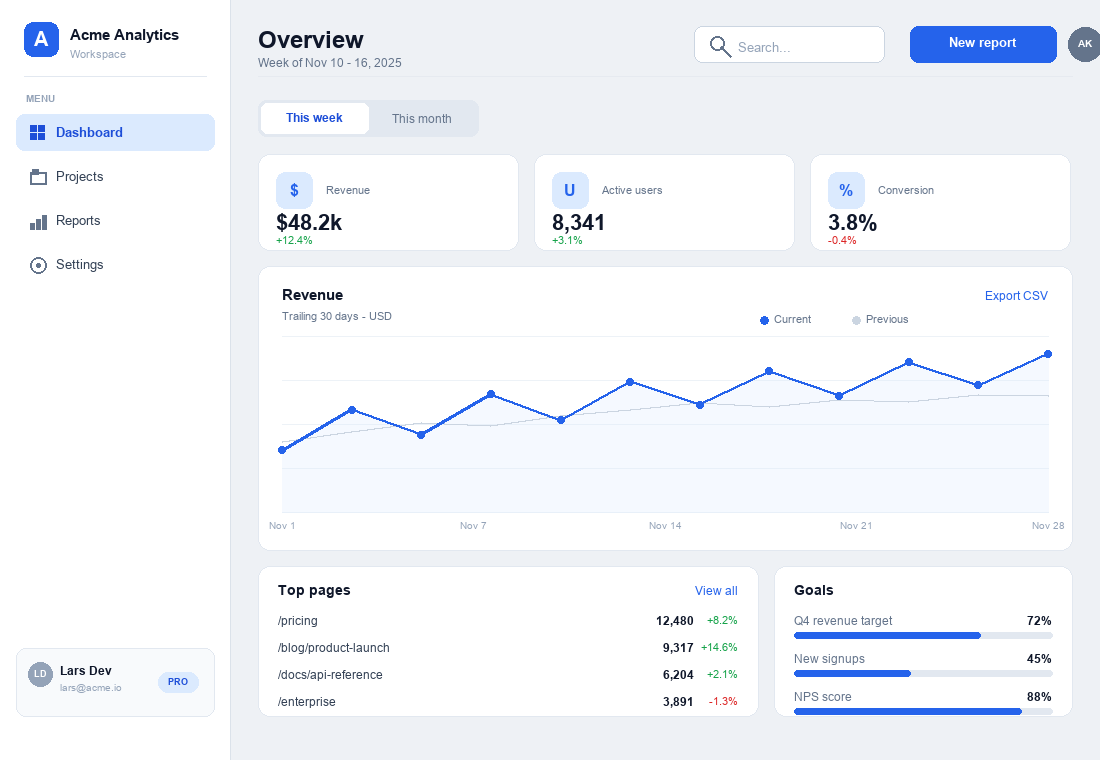 A
Acme Analytics
Workspace
MENU
Dashboard
Projects
Reports
Settings
LD
Lars Dev
lars@acme.io
PRO
Overview
Week of Nov 10 - 16, 2025
Search...
New report
AK
This week
This month
$
Revenue
$48.2k
+12.4%
U
Active users
8,341
+3.1%
%
Conversion
3.8%
-0.4%
Revenue
Export CSV
Trailing 30 days - USD
Current
Previous
Nov 1
Nov 7
Nov 14
Nov 21
Nov 28
Top pages
View all
/pricing 12,480 +8.2%
/blog/product-launch 9,317 +14.6%
/docs/api-reference 6,204 +2.1%
/enterprise 3,891 -1.3%
Goals
Q4 revenue target 72%
New signups 45%
NPS score 88%